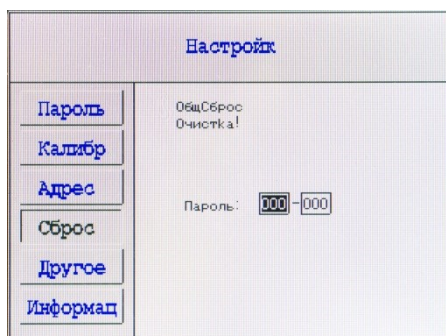 Настройк
Пароль
Калибр
Адрес
Сброс
Другое
Информац
ОбщСброс
Очистка!
Пароль: 000-000